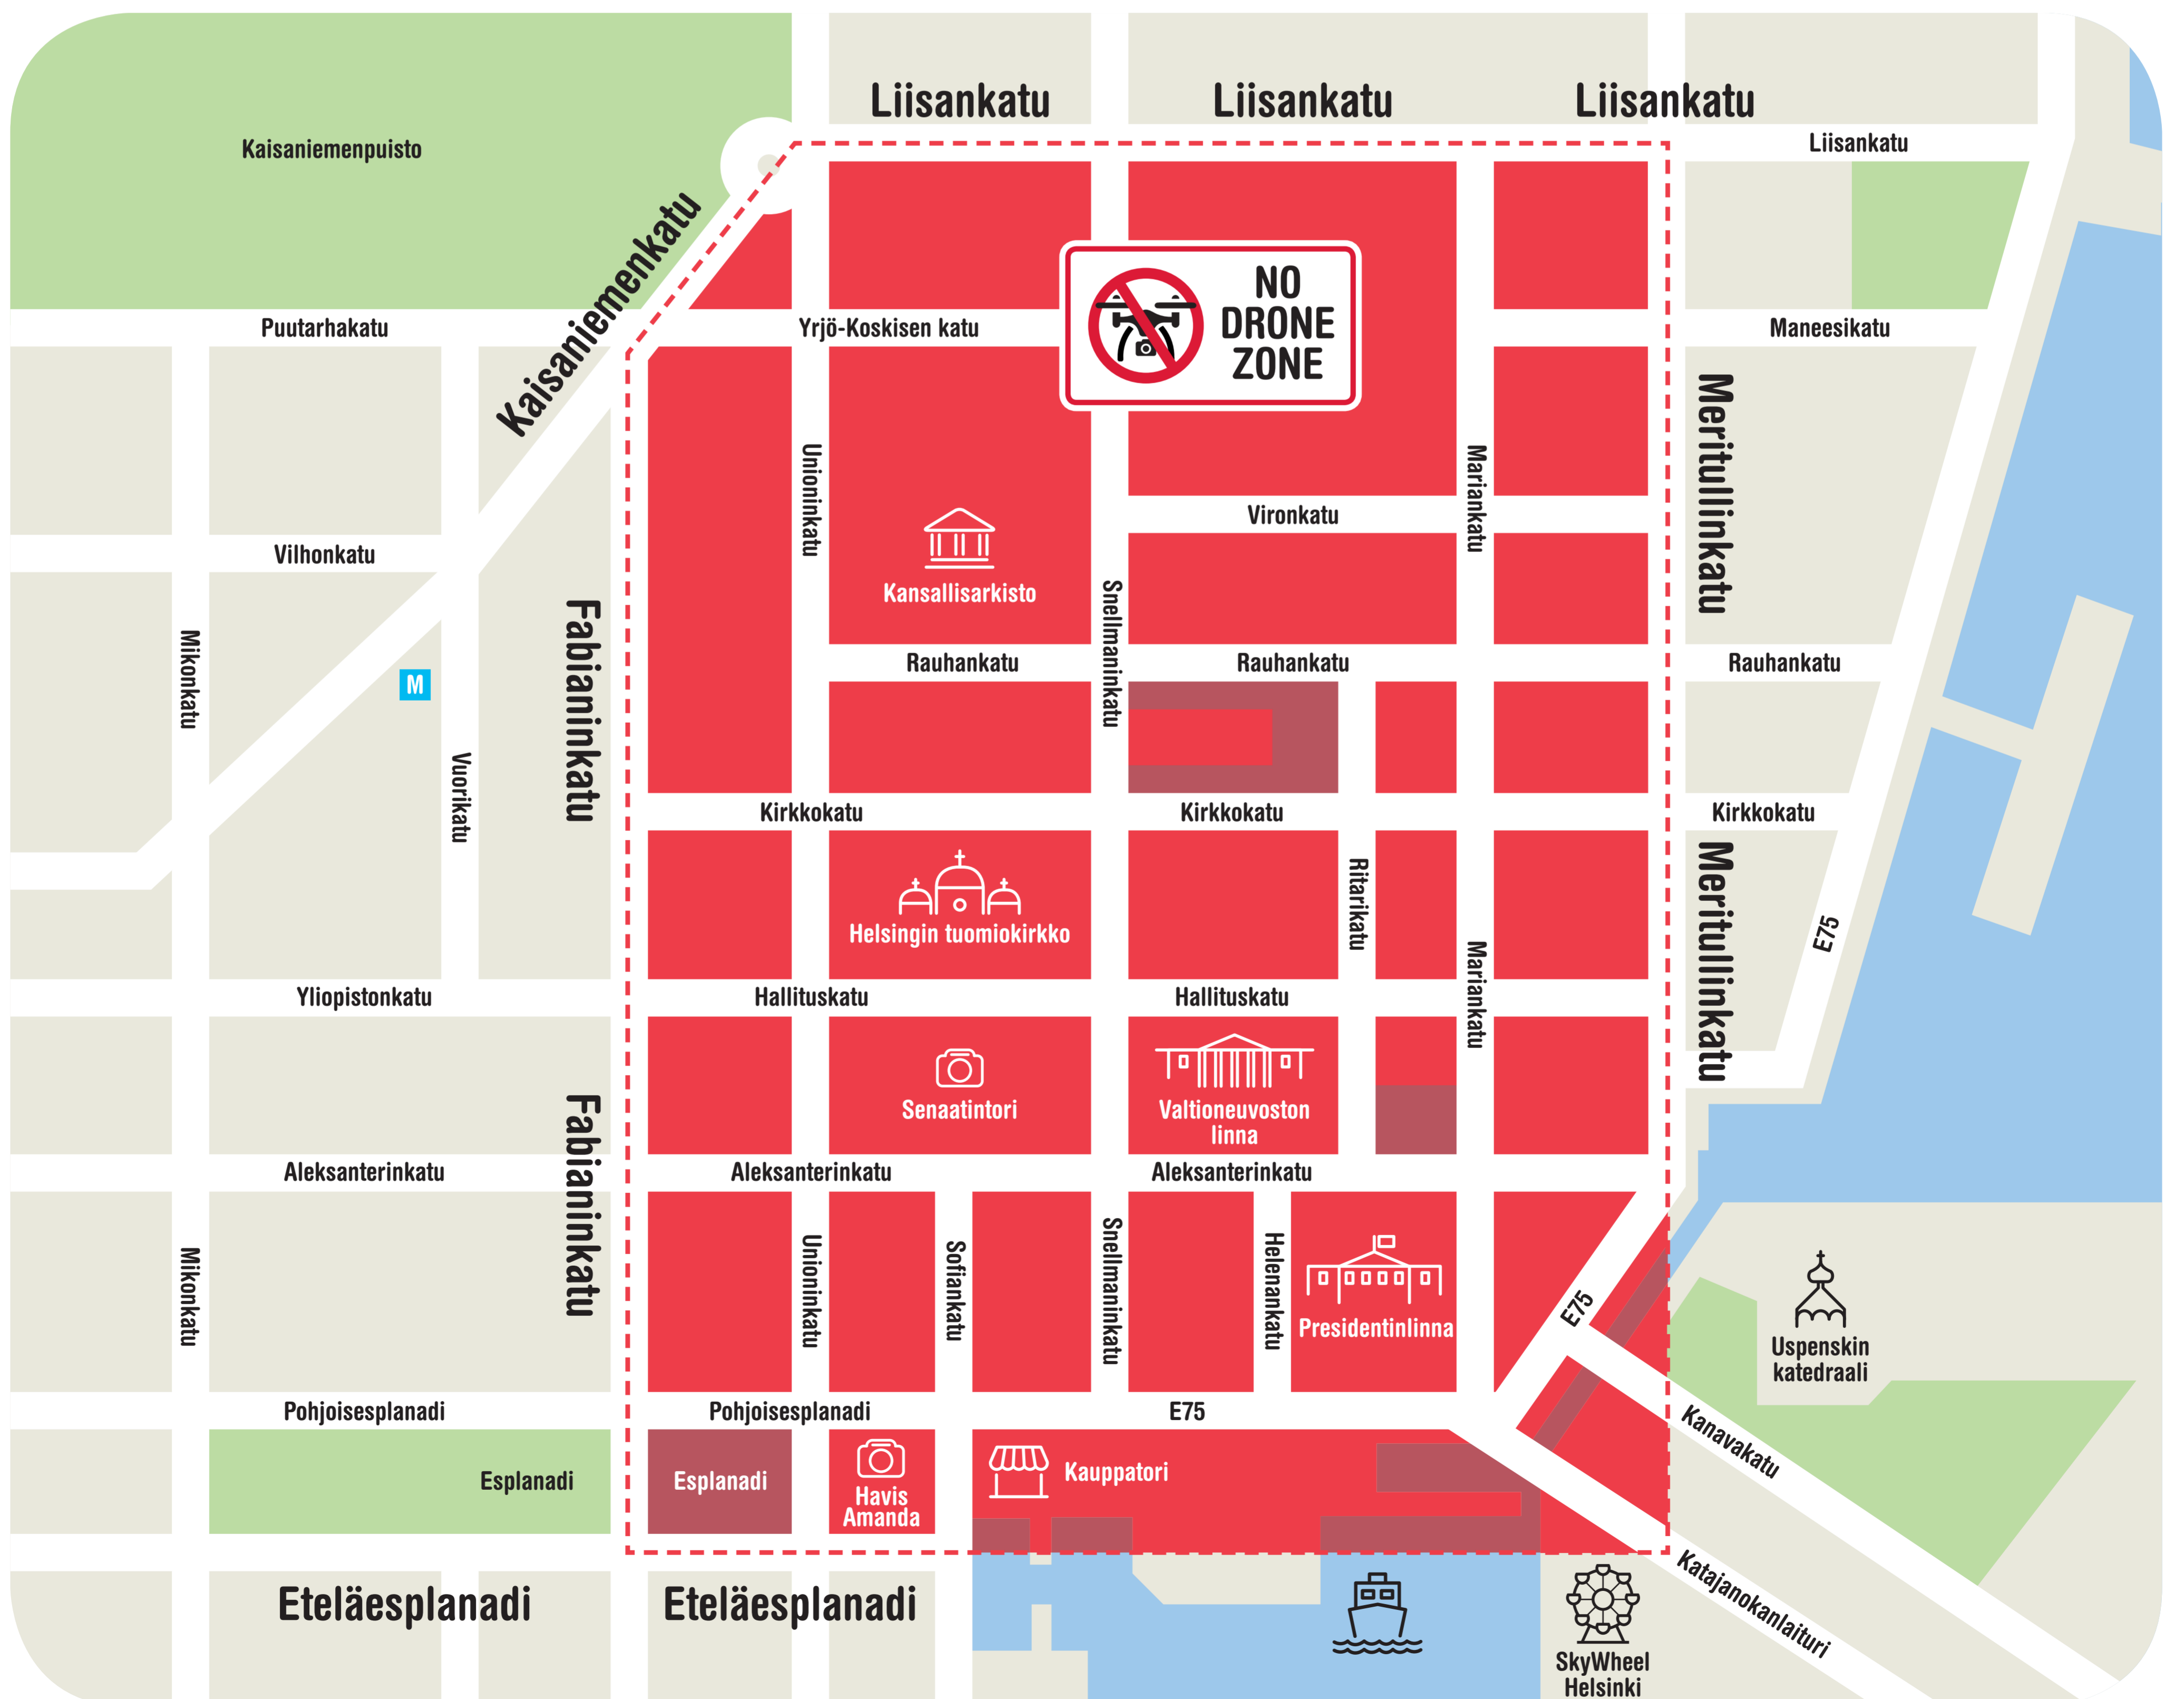 Liisankatu
Liisankatu
Liisankatu
Liisankatu
Kaisaniemenpuisto
Kaisaniemenkatu
NO
DRONE
ZONE
Puutarhakatu
Yrjö-Koskisen katu
Maneesikatu
Unioninkatu
Mariankatu
Meritullinkatu
Vironkatu
Vilhonkatu
Kansallisarkisto
Fabianinkatu
Mikonkatu
Snellmaninkatu
M
Rauhankatu
Rauhankatu
Rauhankatu
Vuorikatu
Kirkkokatu
Kirkkokatu
Kirkkokatu
Helsingin tuomiokirkko
Ritarikatu
Mariankatu
Meritullinkatu
E75
Yliopistonkatu
Hallituskatu
Hallituskatu
Senaatintori
Valtioneuvoston
linna
Fabianinkatu
Aleksanterinkatu
Aleksanterinkatu
Aleksanterinkatu
Mikonkatu
Unioninkatu
Sofiankatu
Snellmaninkatu
Helenankatu
Presidentinlinna
E75
Uspenskin
katedraali
Pohjoisesplanadi
Pohjoisesplanadi
E75
Kanavakatu
Esplanadi
Esplanadi
Havis
Amanda
Kauppatori
Eteläesplanadi
Eteläesplanadi
Katajanokanlaituri
SkyWheel
Helsinki